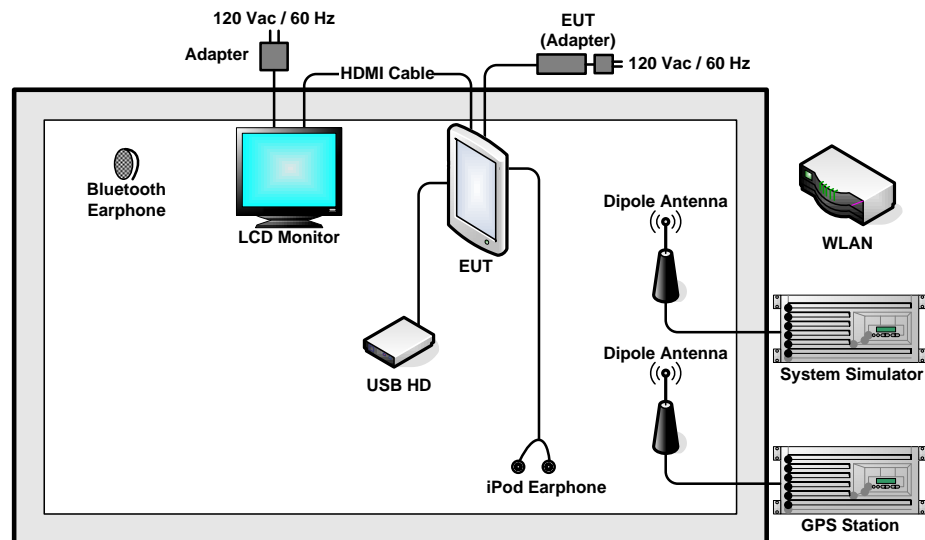 120 Vac / 60 Hz
Adapter
EUT
(Adapter)
120 Vac / 60 Hz
HDMI Cable
Bluetooth
Earphone
LCD Monitor
EUT
Dipole Antenna
WLAN
System Simulator
USB HD
Dipole Antenna
iPod Earphone
GPS Station